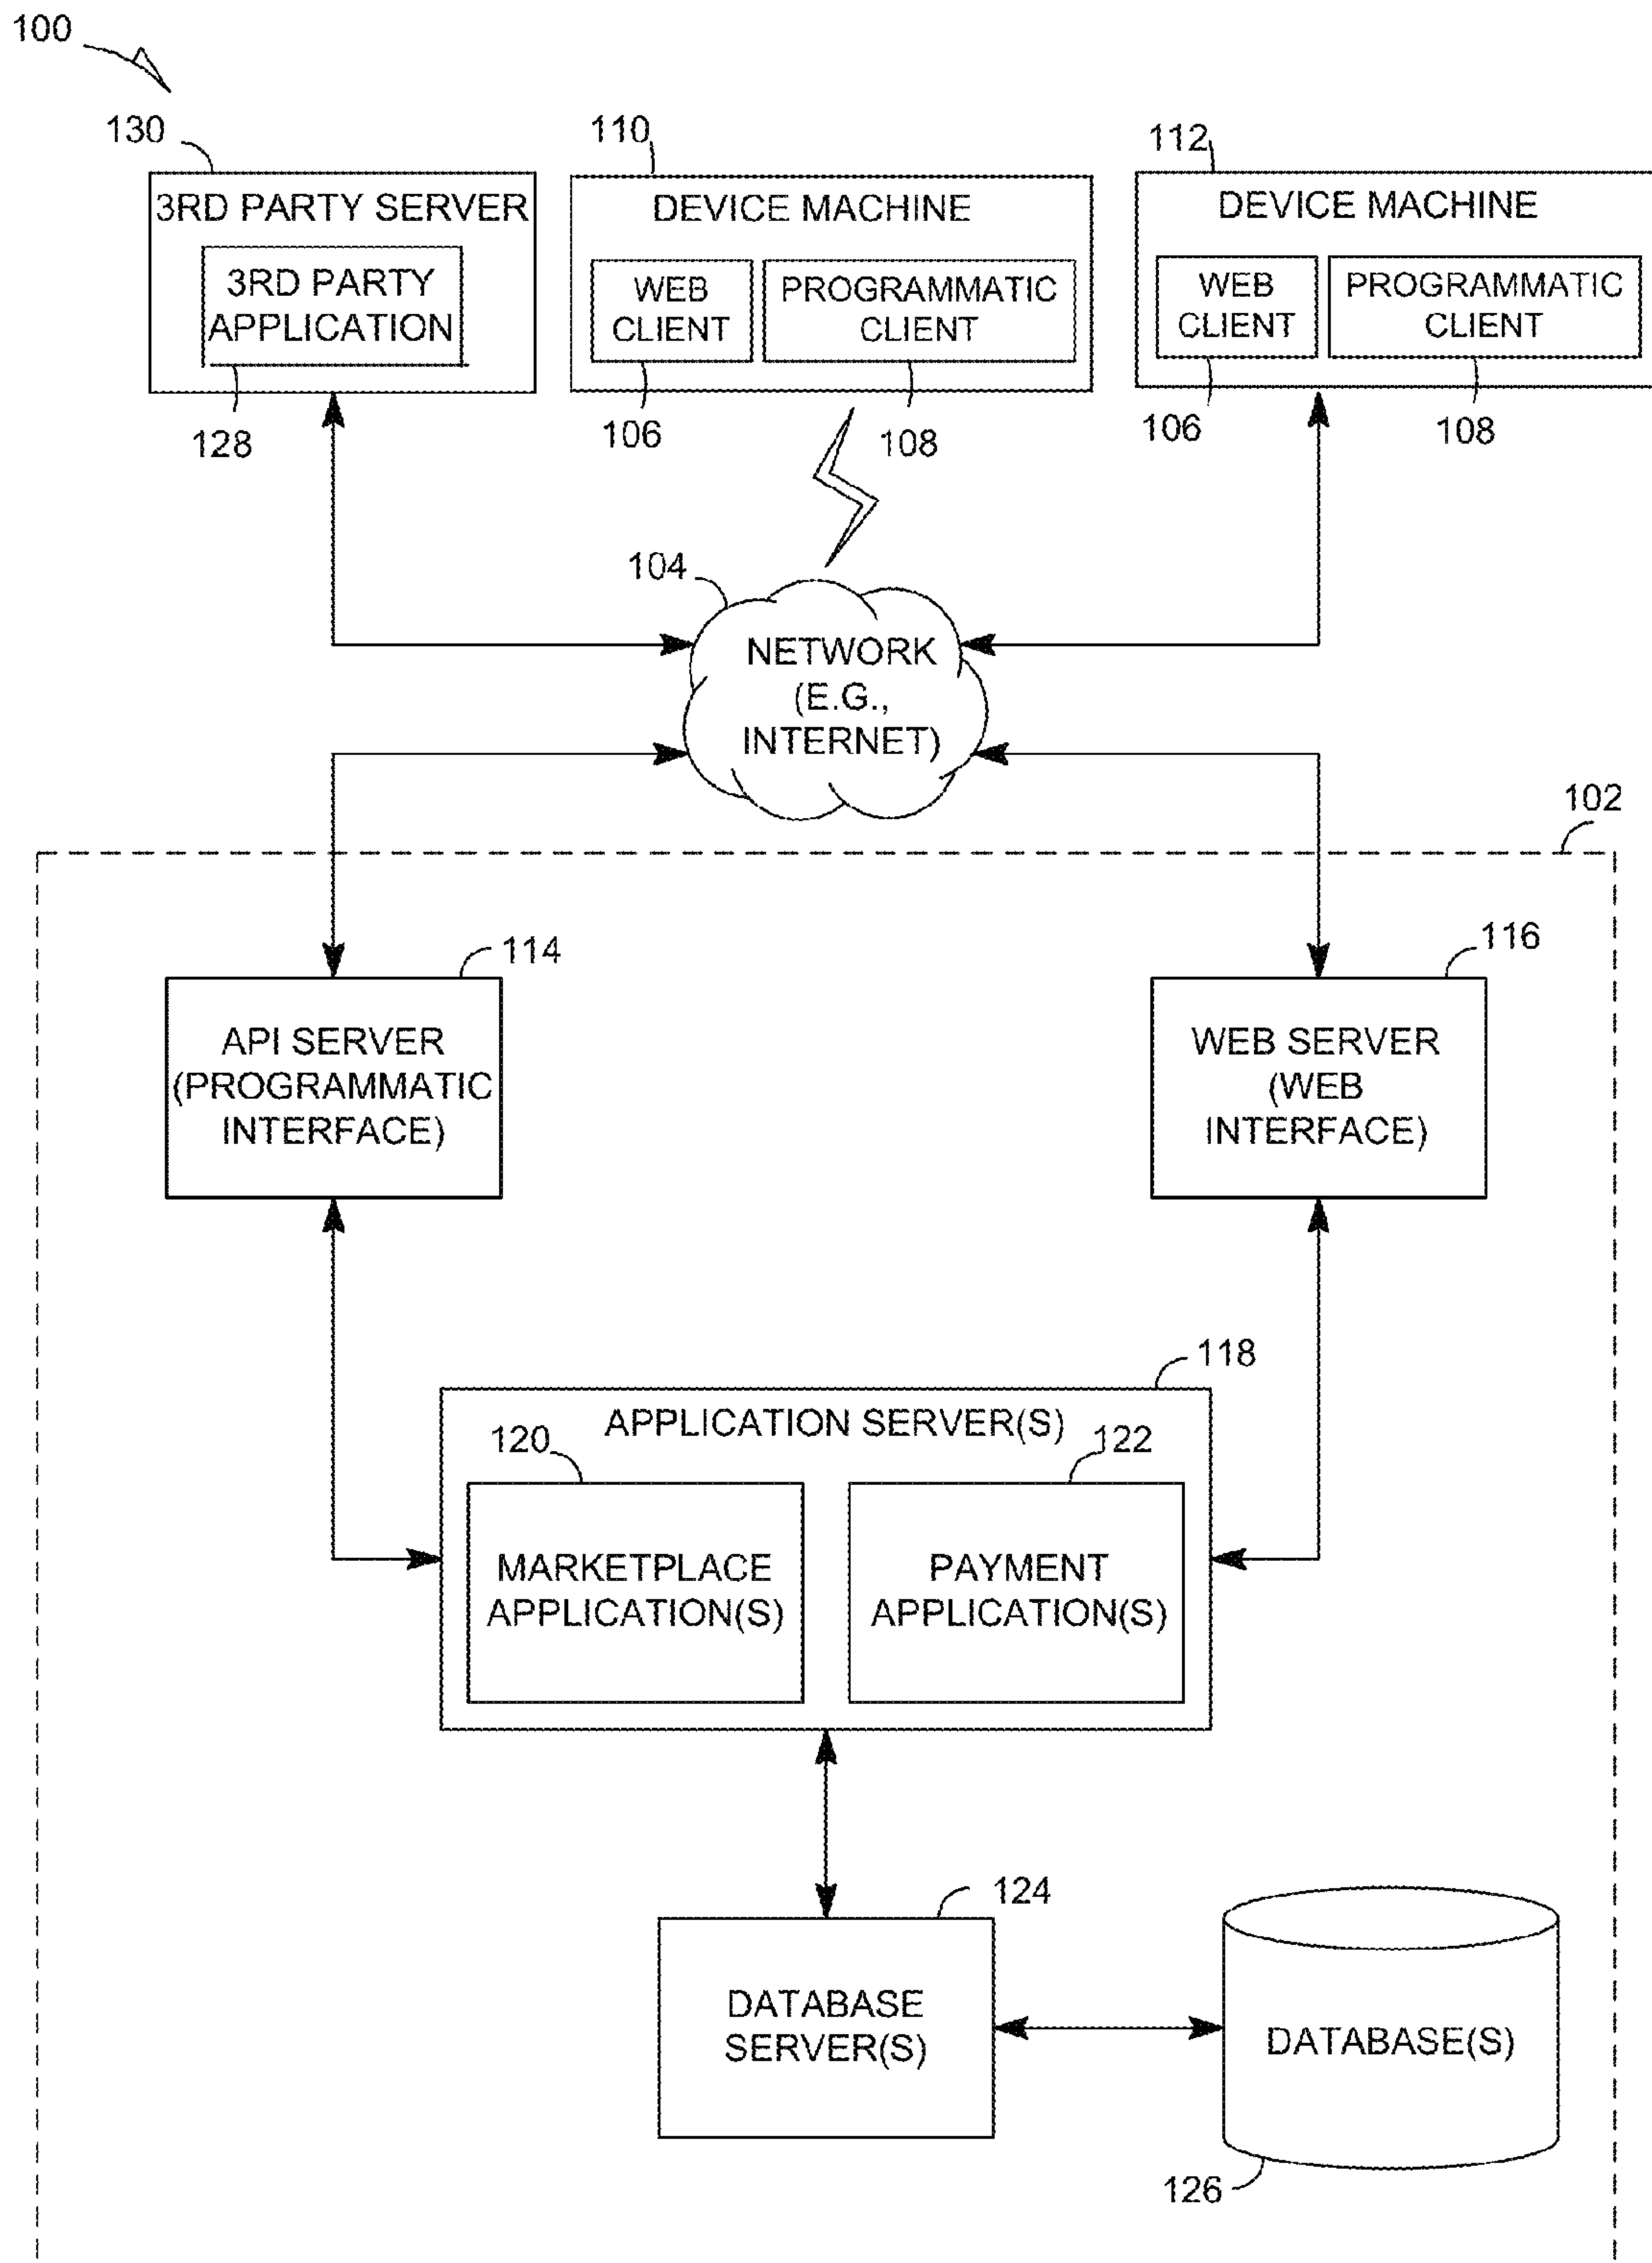 100
130
110
112
3RD PARTY SERVER
3RD PARTY
APPLICATION
128
DEVICE MACHINE
WEB
CLIENT
PROGRAMMATIC
CLIENT
106
108
DEVICE MACHINE
WEB
CLIENT
PROGRAMMATIC
CLIENT
106
108
104
NETWORK
(E.G.,
INTERNET)
102
114
API SERVER
(PROGRAMMATIC
INTERFACE)
116
WEB SERVER
(WEB
INTERFACE)
118
APPLICATION SERVER(S)
120
122
MARKETPLACE
APPLICATION(S)
PAYMENT
APPLICATION(S)
124
DATABASE
SERVER(S)
DATABASE(S)
126